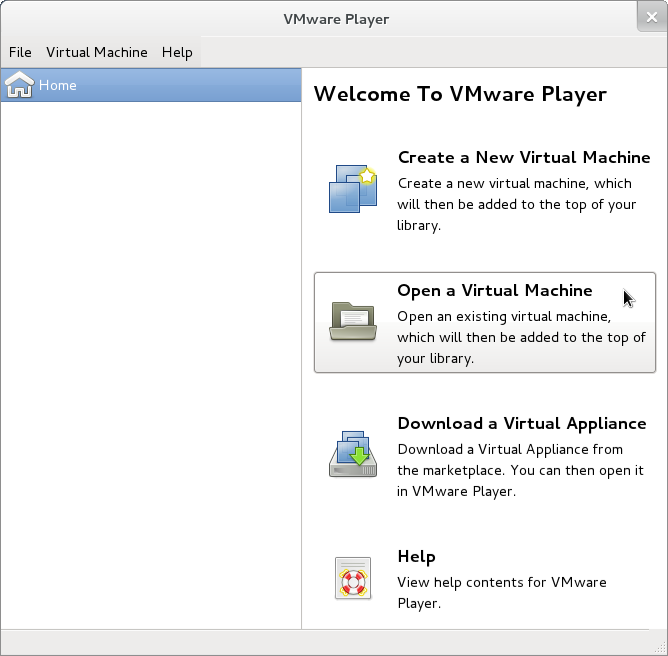 VMware Player
File Virtual Machine Help
Home
Welcome To VMware Player
Create a New Virtual Machine
Create a new virtual machine, which
will then be added to the top of your
library.
Open a Virtual Machine
Open an existing virtual machine,
which will then be added to the top of
your library.
Download a Virtual Appliance
Download a Virtual Appliance from
the marketplace. You can then open it
in VMware Player.
Help
View help contents for VMware
Player.